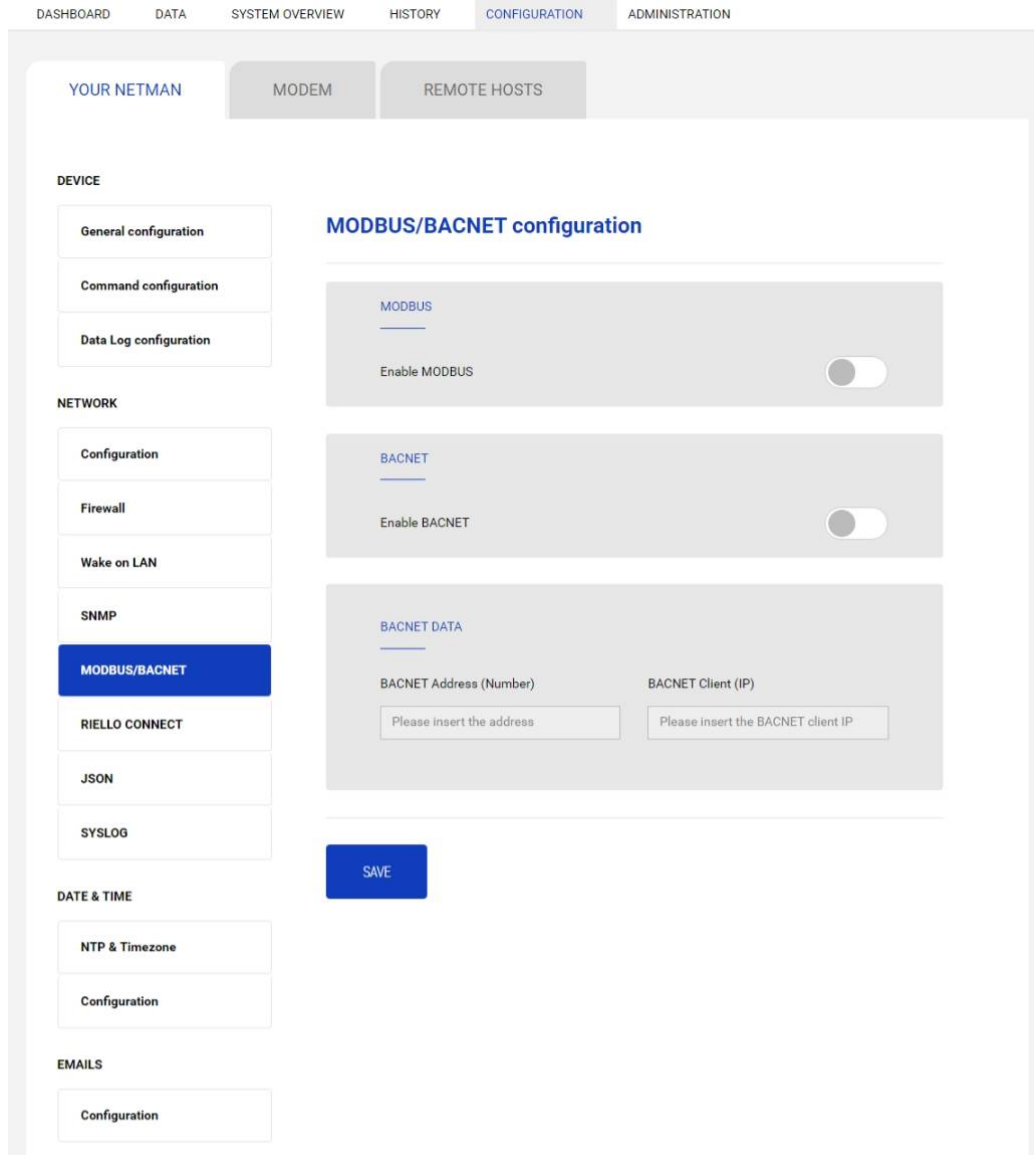 DASHBOARD DATA SYSTEM OVERVIEW HISTORY CONFIGURATION ADMINISTRATION
YOUR NETMAN MODEM REMOTE HOSTS
DEVICE
General configuration
Command configuration
Data Log configuration
NETWORK
Configuration
Firewall
Wake on LAN
SNMP
MODBUS/BACNET
RIELLO CONNECT
JSON
SYSLOG
DATE & TIME
NTP & Timezone
Configuration
EMAILS
Configuration
MODBUS/BACNET configuration
MODBUS
Enable MODBUS
BACNET
Enable BACNET
BACNET DATA
BACNET Address (Number) BACNET Client (IP)
Please insert the address Please insert the BACNET client IP
SAVE